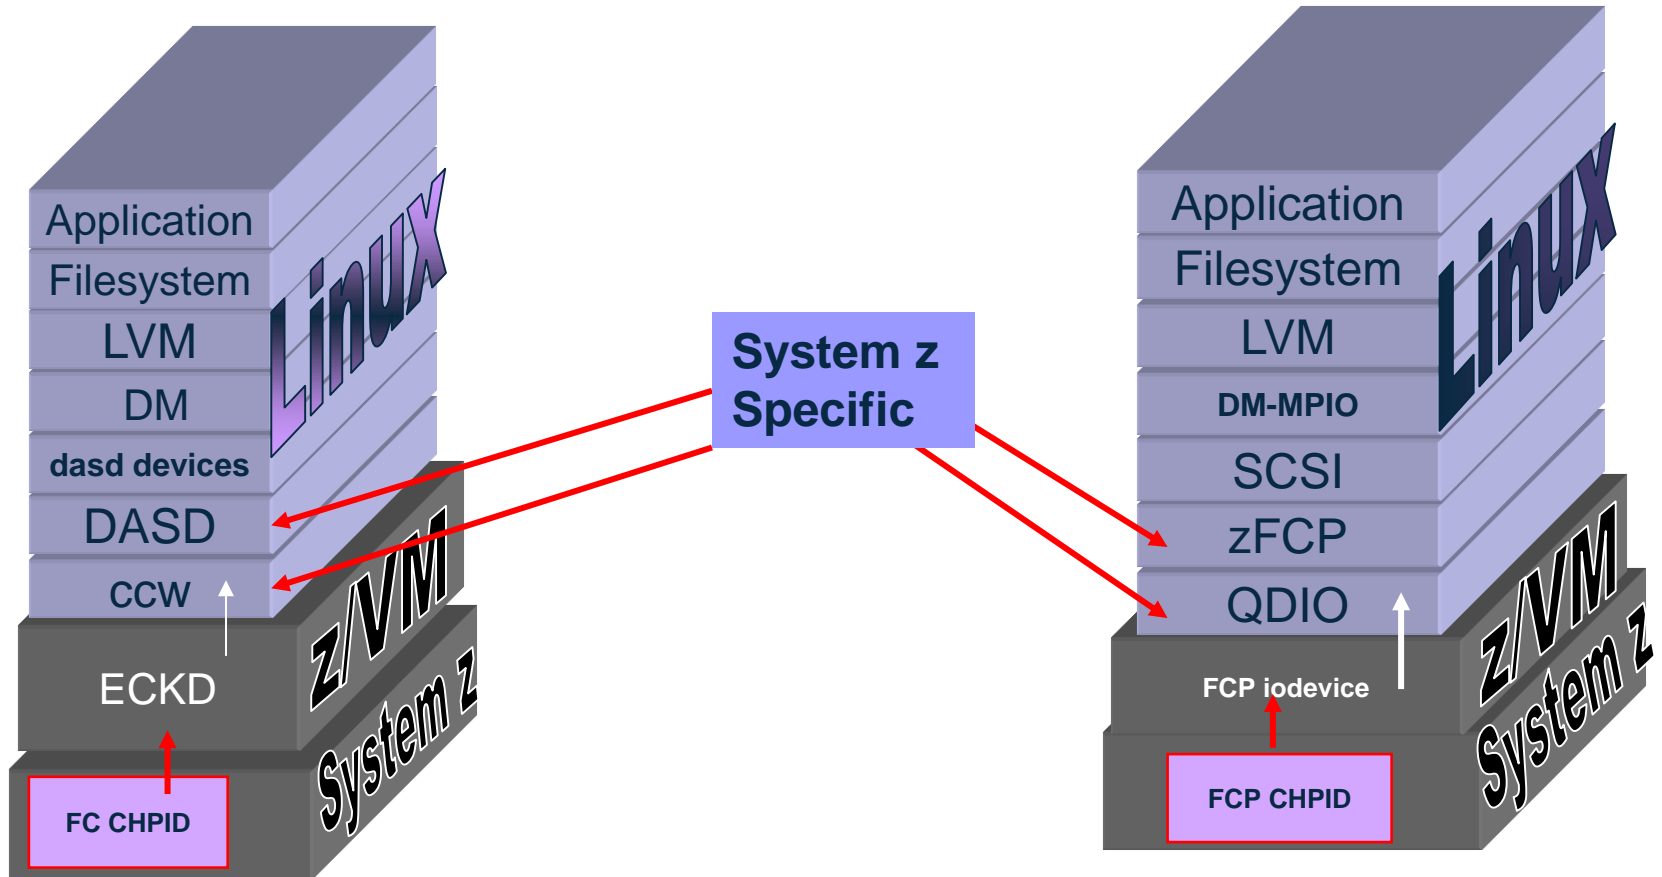 Application
Filesystem
LVM
DM
dasd devices
DASD
CCW
Linux
ECKD
z/VM
FC CHPID
System z
System z
Specific
Application
Filesystem
LVM
DM-MPIO
SCSI
zFCP
QDIO
Linux
FCP iodevice
z/VM
FCP CHPID
System z